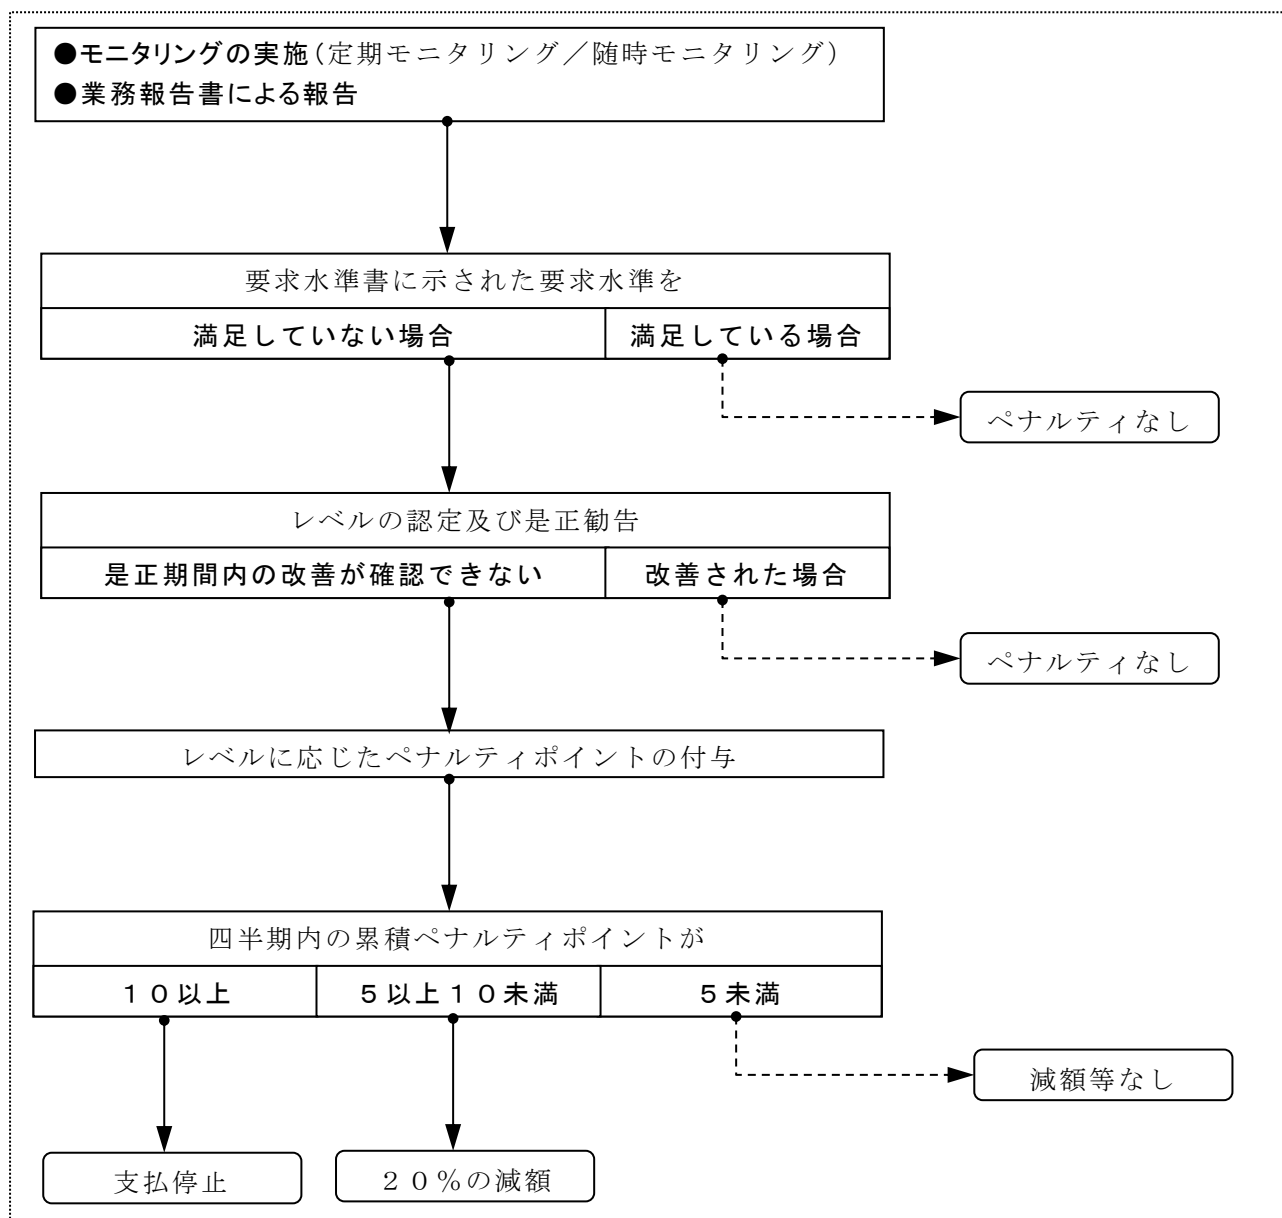 ●モニタリングの実施(定期モニタリング/随時モニタリング)
●業務報告書による報告
要求水準書に示された要求水準を
満足していない場合
満足している場合
ペナルティなし
レベルの認定及び是正勧告
是正期間内の改善が確認できない
改善された場合
ペナルティなし
レベルに応じたペナルティポイントの付与
四半期内の累積ペナルティポイントが
10以上
5以上10未満
5未満
減額等なし
支払停止
20%の減額